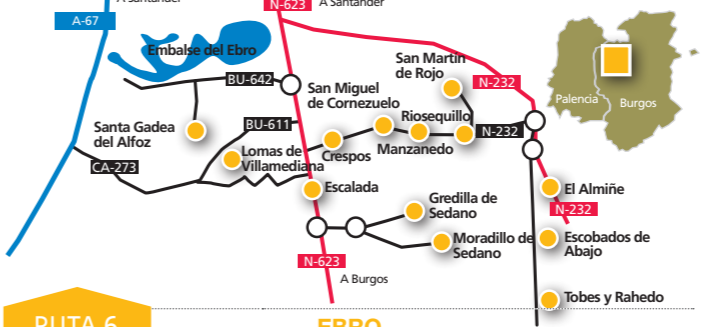 A Santander
N-623
A Santander
A-67
Embalse del Ebro
San Martín
de Rojo
BU-642
N-232
San Miguel
de Cornezuelo
Palencia
Burgos
Riosequillo
BU-611
N-232
Santa Gadea
del Alfoz
Lomas de
Villamediana
Crespos
Manzanedo
CA-273
Escalada
El Almiñe
Gredilla de
Sedano
N-232
Moradillo de
Sedano
Escobados de
Abajo
N-623
A Burgos
Tobes y Rahedo
RUTA 6
EBRO